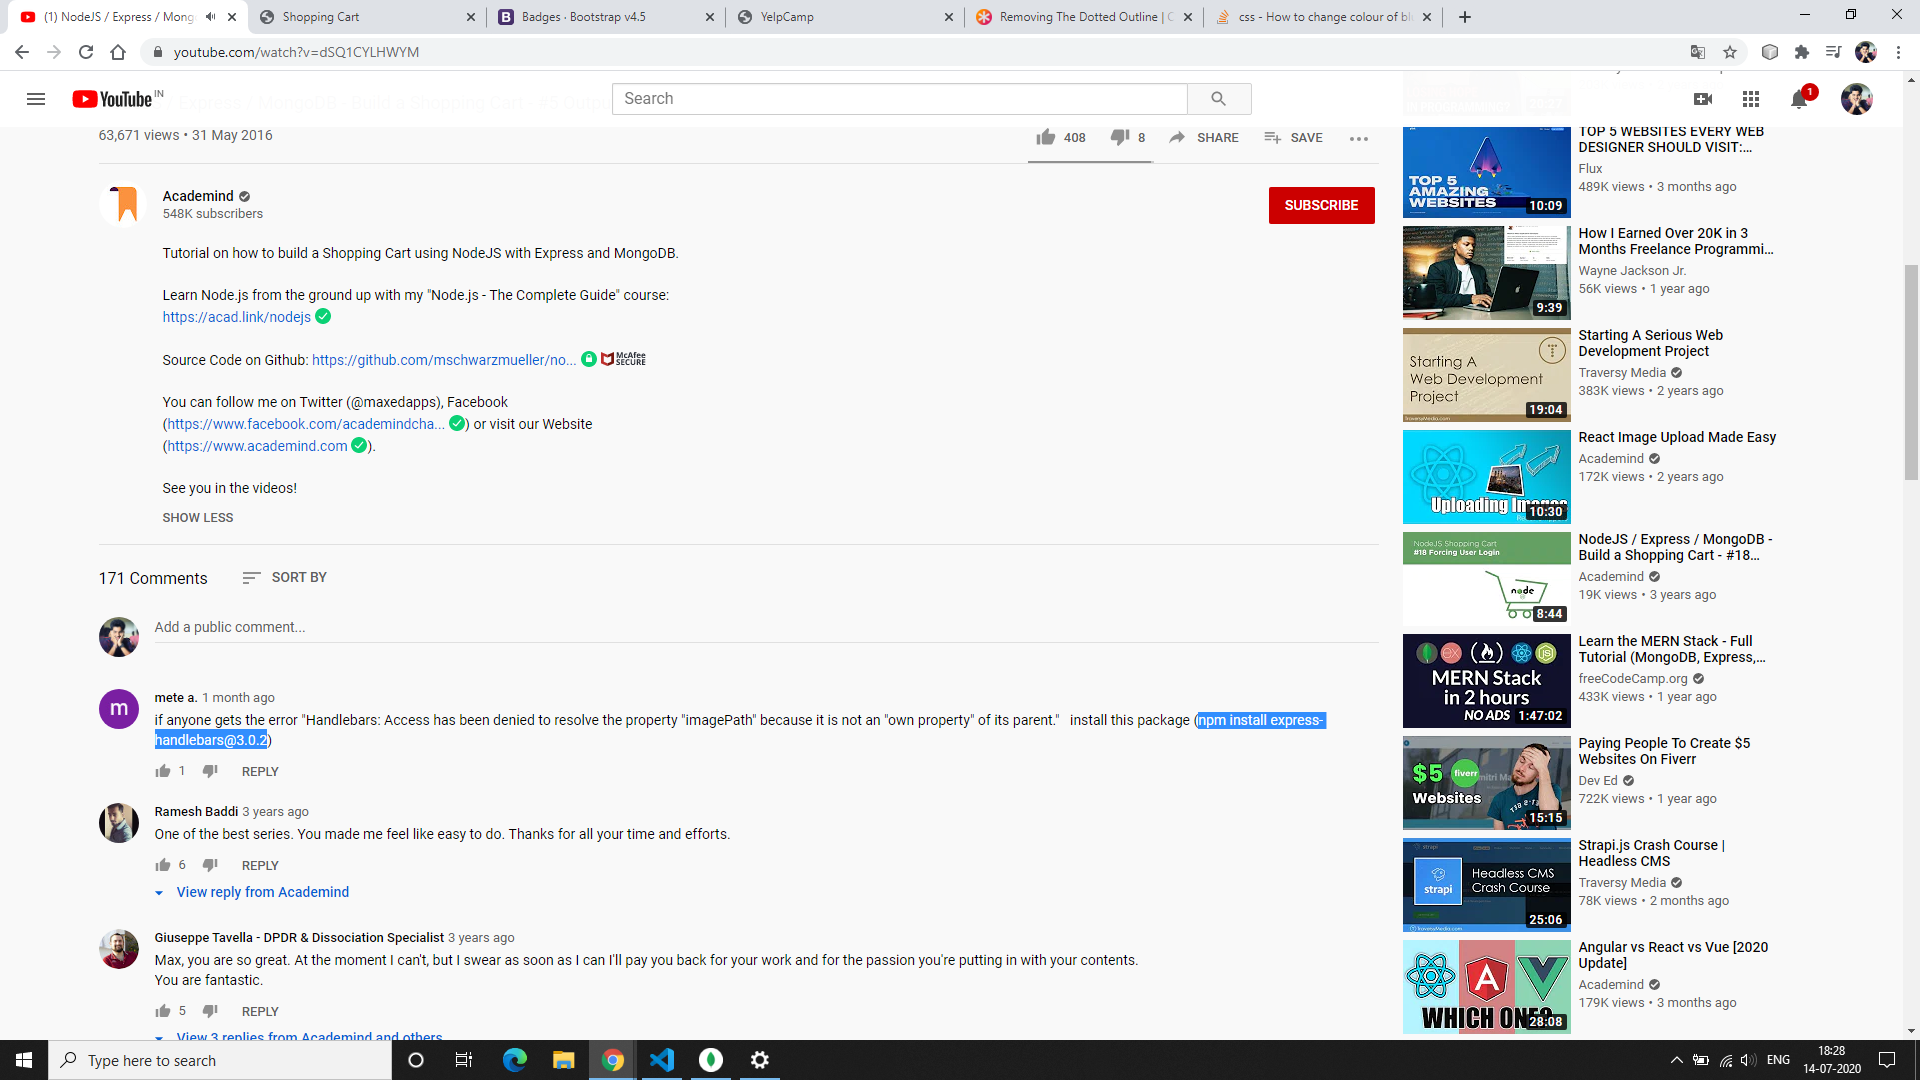 (1) NodeJS / Express / Mong
Shopping Cart
Badges · Bootstrap v4.5
YelpCamp
Removing The Dotted Outline | C
css - How to change colour of bl
youtube.com/watch?v=dSQ1CYLHWYM
YouTube IN
Search
1
63,671 views • 31 May 2016
408
8
SHARE
SAVE
Academind
548K subscribers
SUBSCRIBE
Tutorial on how to build a Shopping Cart using NodeJS with Express and MongoDB.
Learn Node.js from the ground up with my "Node.js - The Complete Guide" course:
https://acad.link/nodejs
Source Code on Github: https://github.com/mschwarzmueller/no... McAfee SECURE
You can follow me on Twitter (@maxedapps), Facebook
(https://www.facebook.com/academindcha... ) or visit our Website
(https://www.academind.com ).
See you in the videos!
SHOW LESS
171 Comments
SORT BY
Add a public comment...
mete a. 1 month ago
if anyone gets the error "Handlebars: Access has been denied to resolve the property "imagePath" because it is not an "own property" of its parent." install this package (npm install express-
handlebars@3.0.2)
1
REPLY
Ramesh Baddi 3 years ago
One of the best series. You made me feel like easy to do. Thanks for all your time and efforts.
6
REPLY
View reply from Academind
Giuseppe Tavella - DPDR & Dissociation Specialist 3 years ago
Max, you are so great. At the moment I can't, but I swear as soon as I can I'll pay you back for your work and for the passion you're putting in with your contents.
You are fantastic.
5
REPLY
View 3 replies from Academind and others
TOP 5
AMAZING
WEBSITES
10:09
TOP 5 WEBSITES EVERY WEB
DESIGNER SHOULD VISIT:...
Flux
489K views • 3 months ago
9:39
How I Earned Over 20K in 3
Months Freelance Programmi...
Wayne Jackson Jr.
56K views • 1 year ago
Starting A
Web Development
Project
TraversyMedia.com
19:04
Starting A Serious Web
Development Project
Traversy Media
383K views • 2 years ago
Uploading Images
10:30
React Image Upload Made Easy
Academind
172K views • 2 years ago
NodeJS Shopping Cart
#18 Forcing User Login
node
8:44
NodeJS / Express / MongoDB -
Build a Shopping Cart - #18...
Academind
19K views • 3 years ago
EX
JS
MERN Stack
in 2 hours
NO ADS
1:47:02
Learn the MERN Stack - Full
Tutorial (MongoDB, Express,...
freeCodeCamp.org
433K views • 1 year ago
$5 fiverr
Websites
15:15
Paying People To Create $5
Websites On Fiverr
Dev Ed
722K views • 1 year ago
strapi
strapi
Headless CMS
Crash Course
TraversyMedia.com
25:06
Strapi.js Crash Course |
Headless CMS
Traversy Media
78K views • 2 months ago
A
WHICH ONE?
28:08
Angular vs React vs Vue [2020
Update]
Academind
179K views • 3 months ago
Type here to search
ENG
18:28
14-07-2020